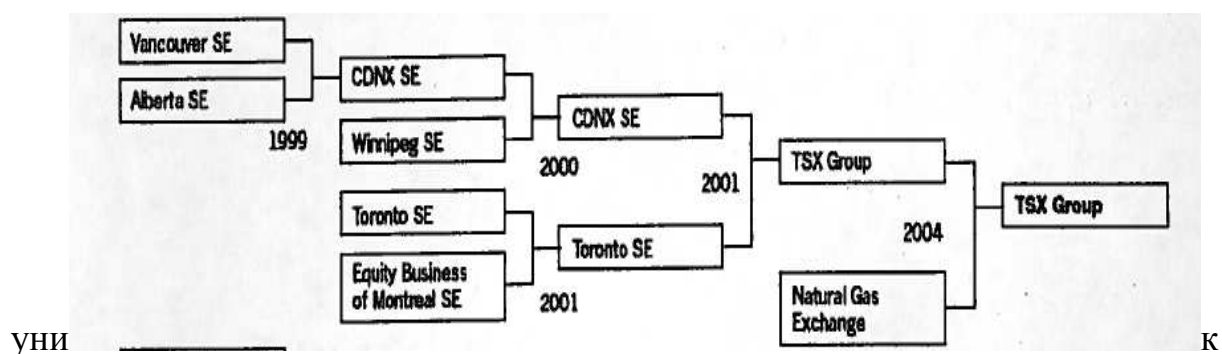 Vancouver SE
Alberta SE
1999
CDNX SE
Winnipeg SE
2000
Toronto SE
Equity Business
of Montreal SE
2001
CDNX SE
Toronto SE
2001
TSX Group
Natural Gas
Exchange
2004
TSX Group
уни
к